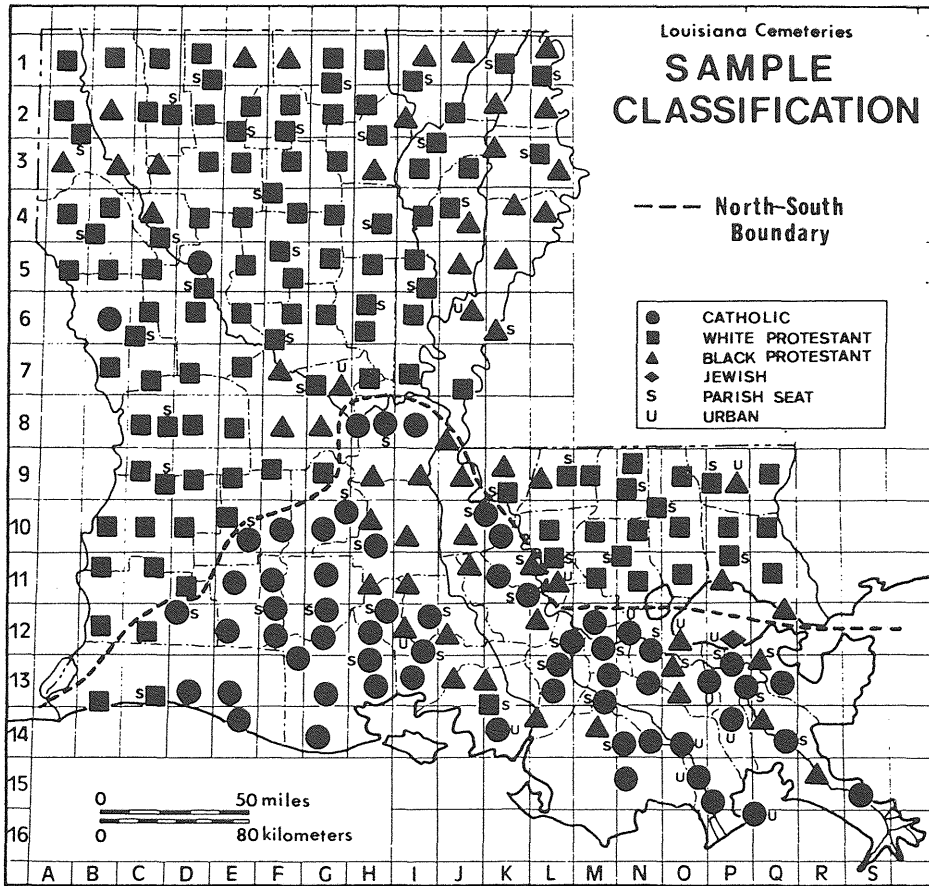 Louisiana Cemeteries
SAMPLE
CLASSIFICATION
North-South
Boundary
CATHOLIC
WHITE PROTESTANT
BLACK PROTESTANT
JEWISH
S PARISH SEAT
U URBAN
1
2
3
4
5
6
7
8
9
10
11
12
13
14
15
16
0 50 miles
0 80 kilometers
A B C D E F G H I J K L M N O P Q R S